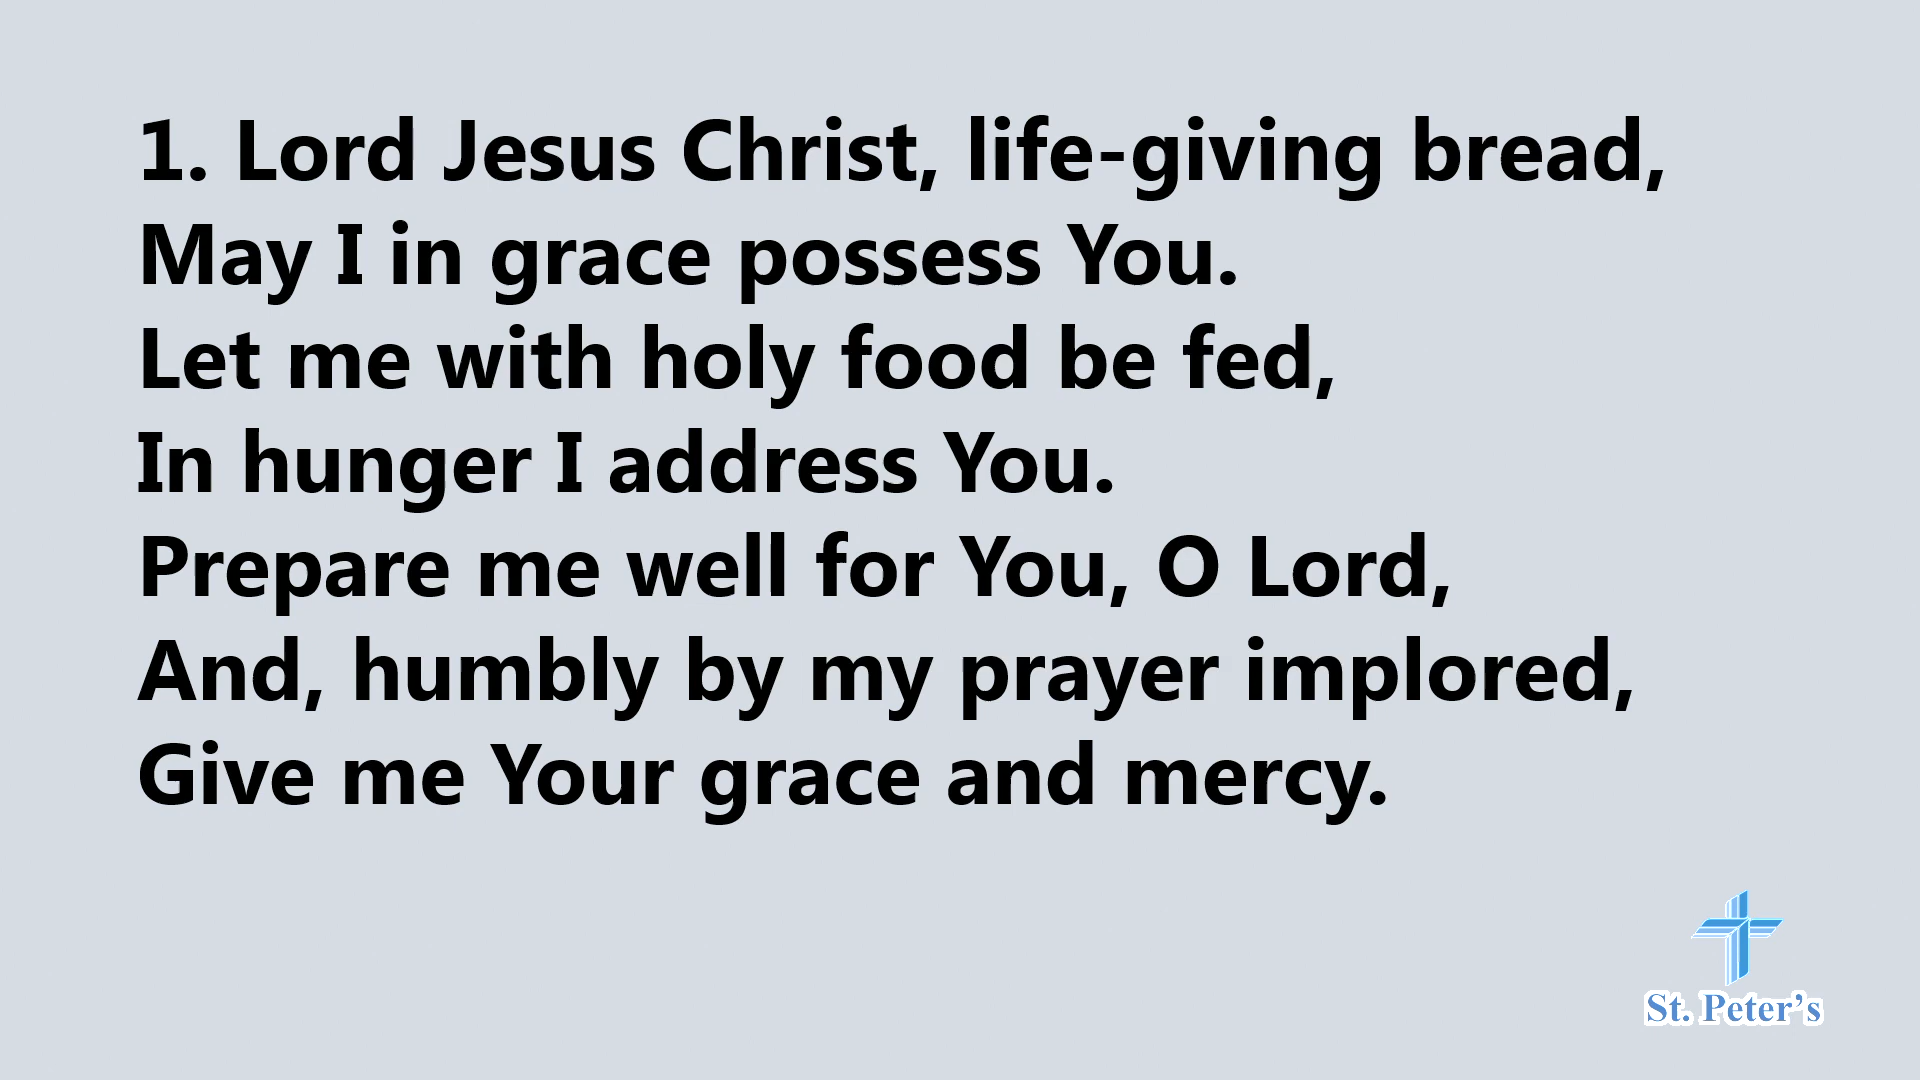 1. Lord Jesus Christ, life-giving bread,
May I in grace possess You.
Let me with holy food be fed,
In hunger I address You.
Prepare me well for You, O Lord,
And, humbly by my prayer implored,
Give me Your grace and mercy.
St. Peter’s